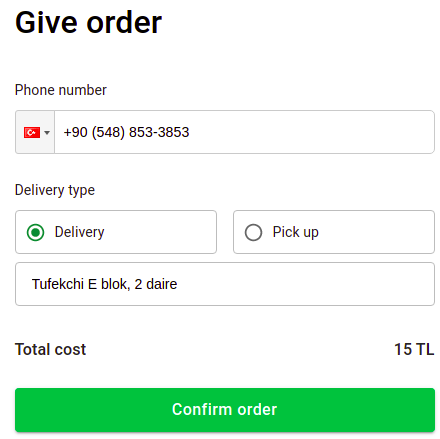 Give order
Phone number
+90 (548) 853-3853
Delivery type
Delivery
Pick up
Tufekchi E blok, 2 daire
Total cost
15 TL
Confirm order